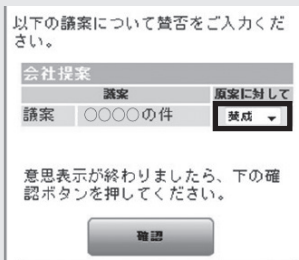 以下の議案について賛否をご入力くだ
さい。
会社提案
議案 原案に対して
議案 ○○○○の件 賛成
意思表示が終わりましたら、下の確
認ボタンを押してください。
確認